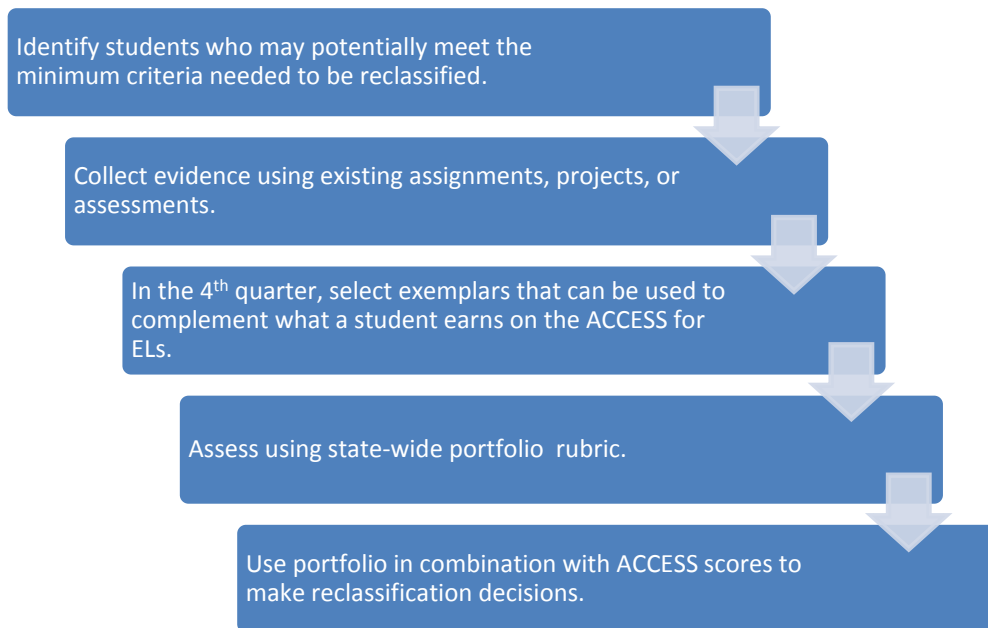 Identify students who may potentially meet the
minimum criteria needed to be reclassified.
Collect evidence using existing assignments, projects, or
assessments.
In the 4th quarter, select exemplars that can be used to
complement what a student earns on the ACCESS for
ELs.
Assess using state-wide portfolio rubric.
Use portfolio in combination with ACCESS scores to
make reclassification decisions.